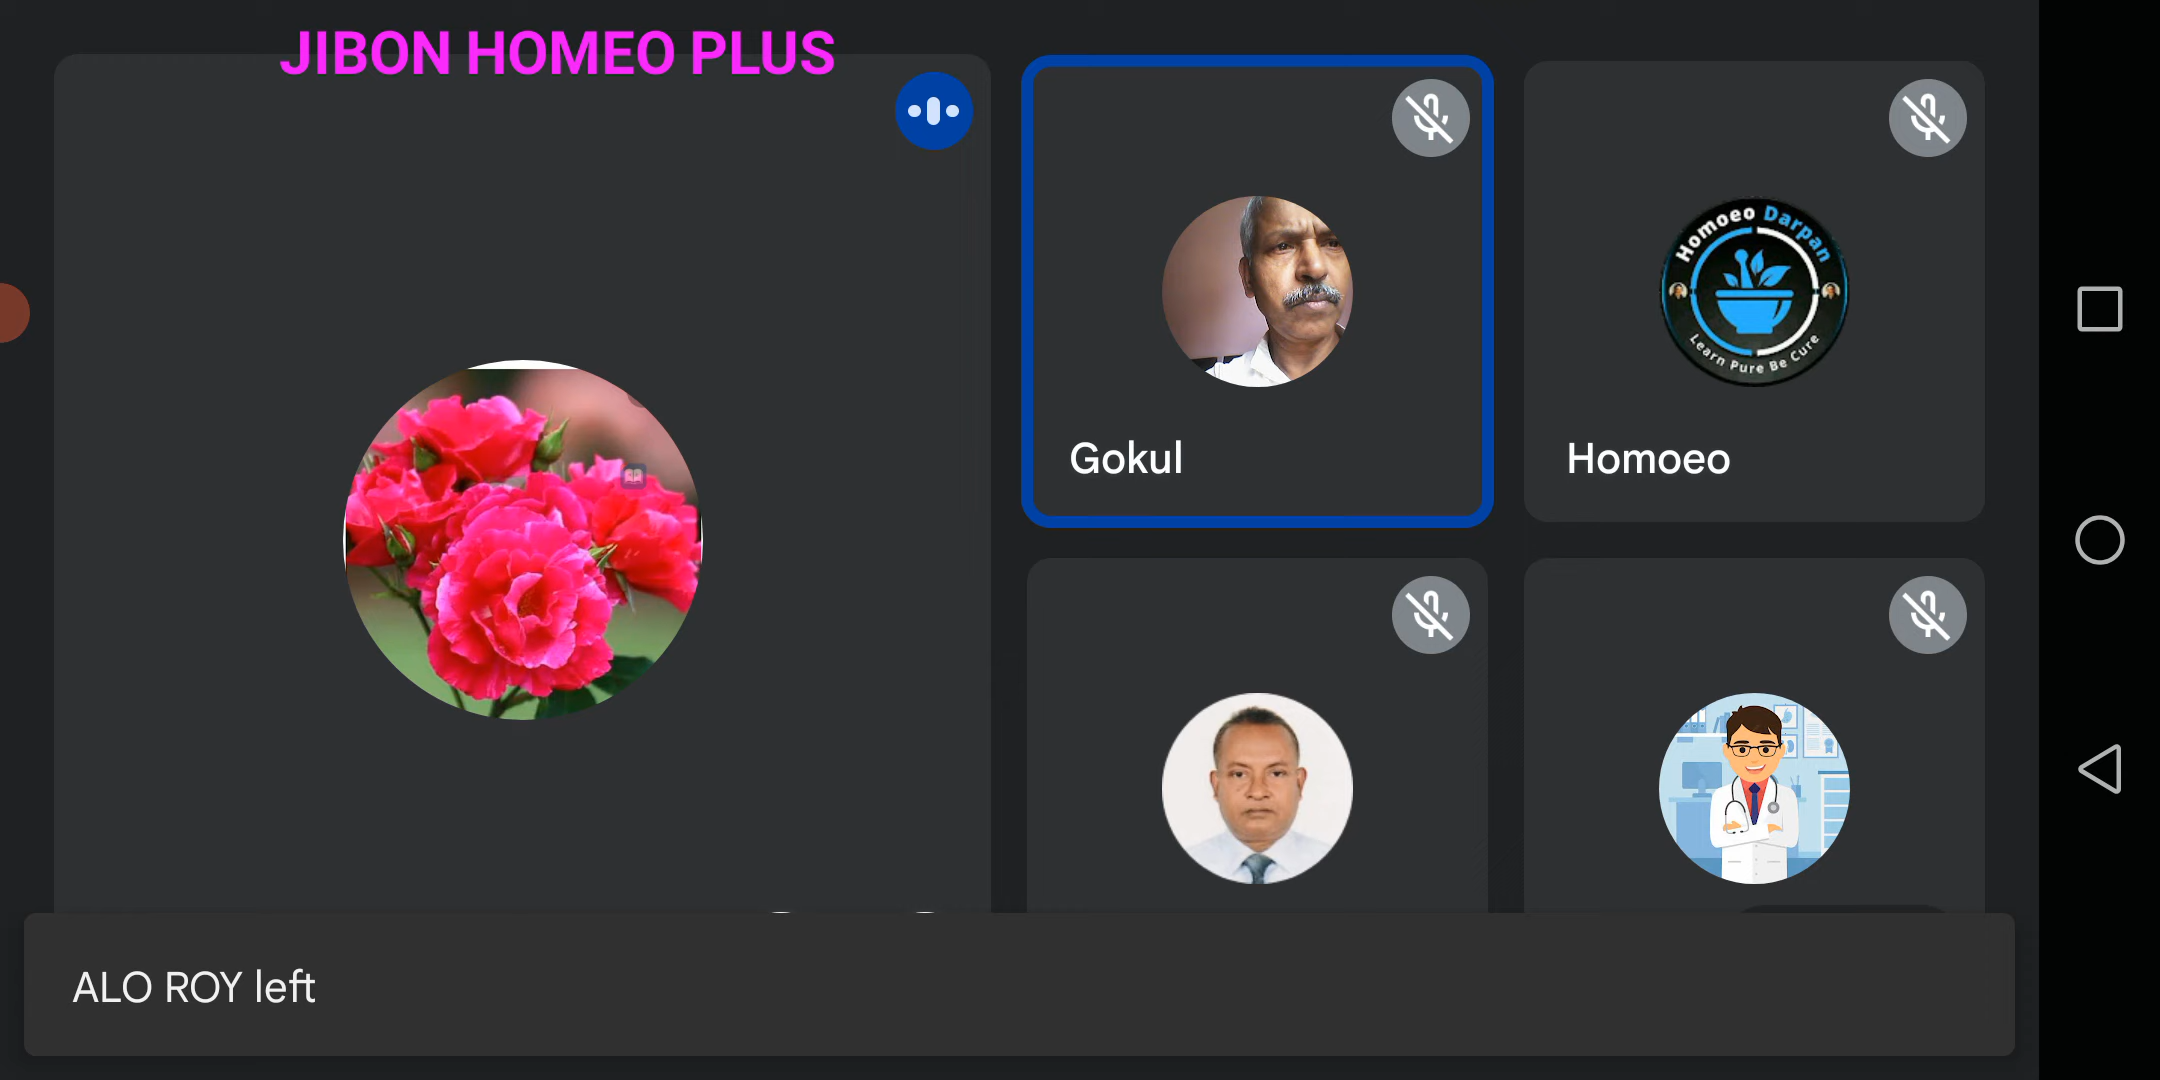 JIBON HOMEO PLUS
Homoeo Darpan
Learn Pure Be Cure
Gokul
Homoeo
ALO ROY left